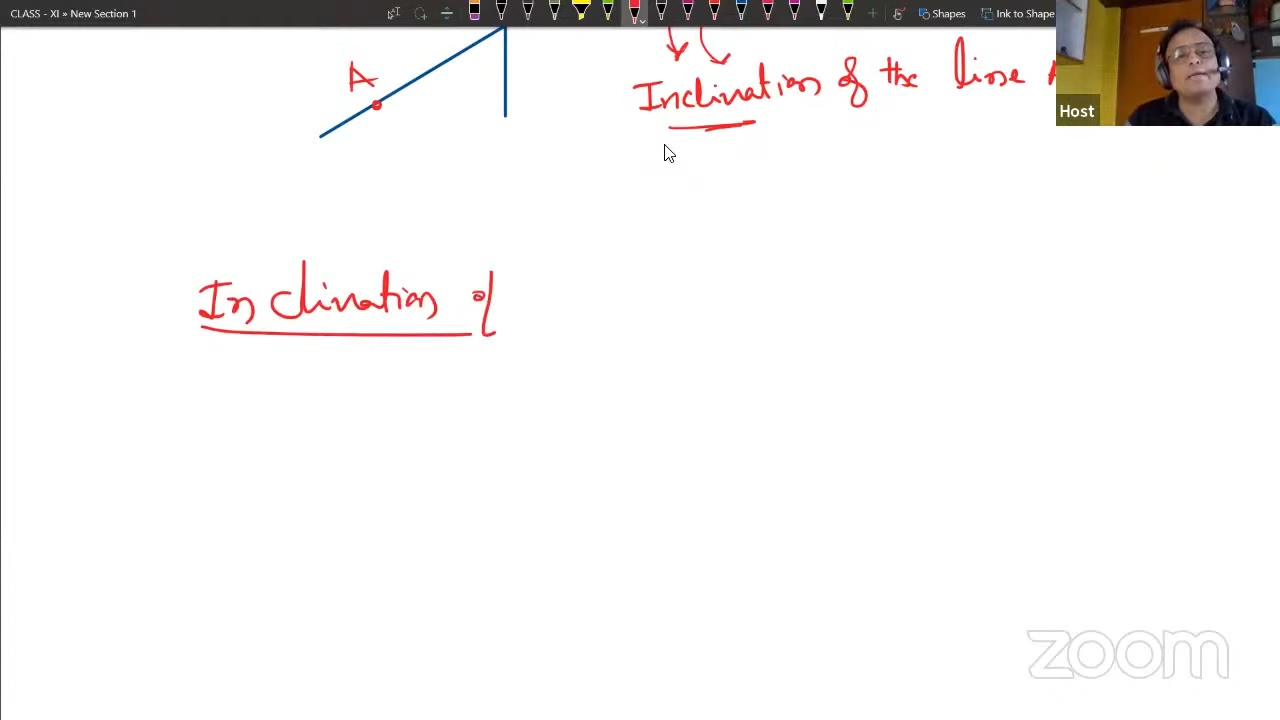 CLASS - XI » New Section 1
Shapes
Ink to Shape
A
Inclination of the line
Host
Inclination of
zoom